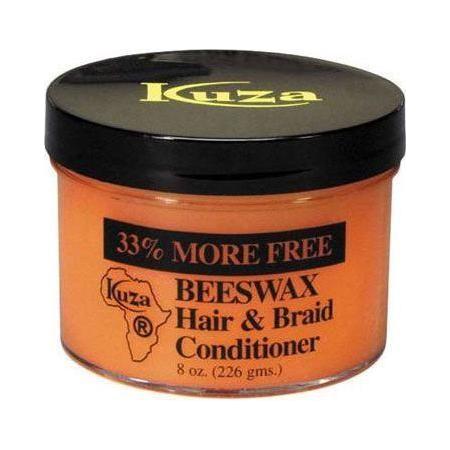 Kuza
33% MORE FREE
Kuza
®
BEESWAX
Hair & Braid
Conditioner
8 oz. (226 gms.)